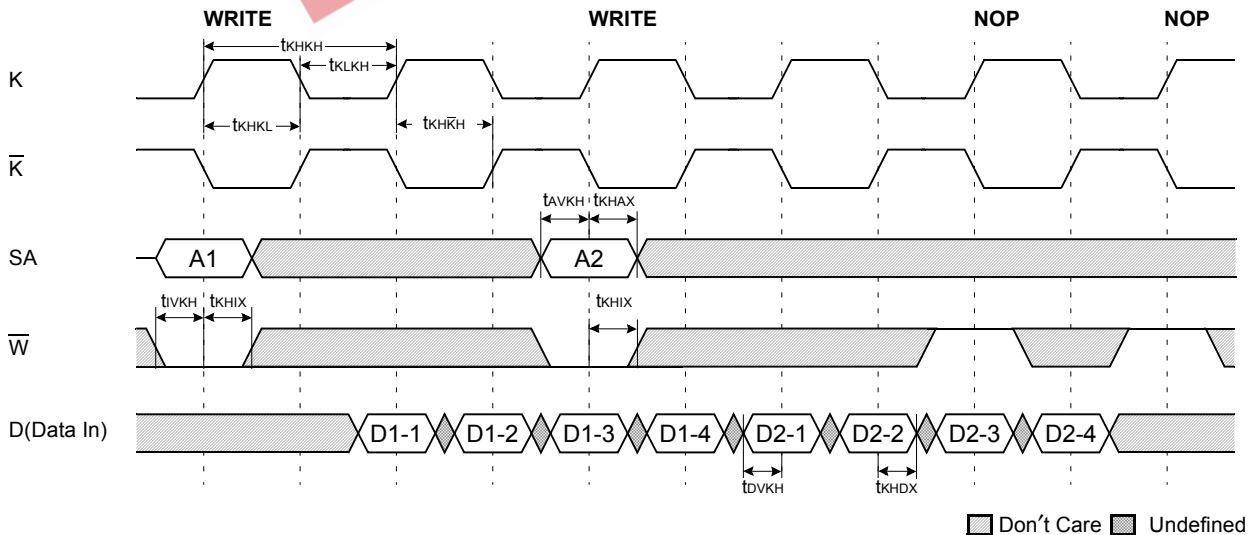 WRITE WRITE NOP NOP
tKHKH
K
tKLKH
tKHKL tKHK̅H
K̅
tAVKH tKHAX
SA A1 A2
tIVKH tKHIX tKHIX
W̅
D(Data In) D1-1 D1-2 D1-3 D1-4 D2-1 D2-2 D2-3 D2-4
tDVKH tKHDX
Don′t Care Undefined